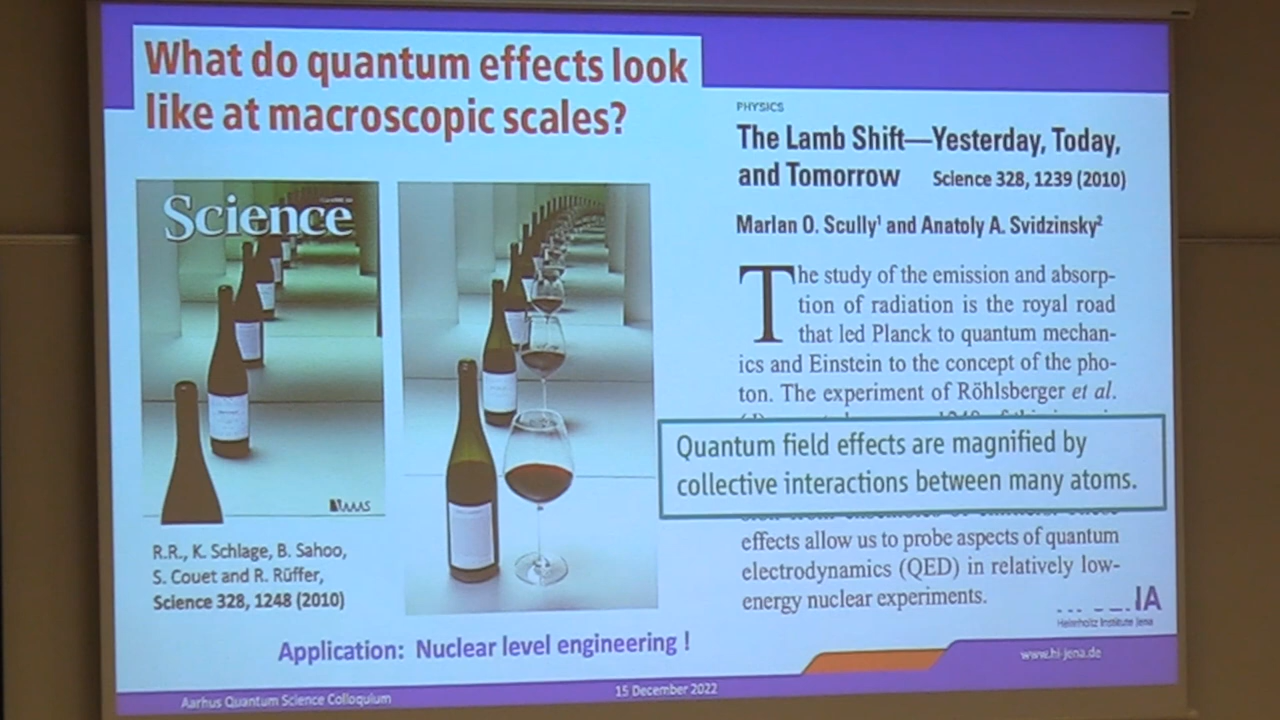 What do quantum effects look
like at macroscopic scales?
Science
AAAS
R.R., K. Schlage, B. Sahoo,
S. Couet and R. Rüffer,
Science 328, 1248 (2010)
PHYSICS
The Lamb Shift—Yesterday, Today,
and Tomorrow Science 328, 1239 (2010)
Marlan O. Scully¹ and Anatoly A. Svidzinsky²
The study of the emission and absorp-
tion of radiation is the royal road
that led Planck to quantum mechan-
ics and Einstein to the concept of the pho-
ton. The experiment of Röhlsberger et al.
Quantum field effects are magnified by
collective interactions between many atoms.
effects allow us to probe aspects of quantum
electrodynamics (QED) in relatively low-
energy nuclear experiments.
Helmholtz Institute Jena
Application: Nuclear level engineering !
www.hi-jena.de
Aarhus Quantum Science Colloquium
15 December 2022